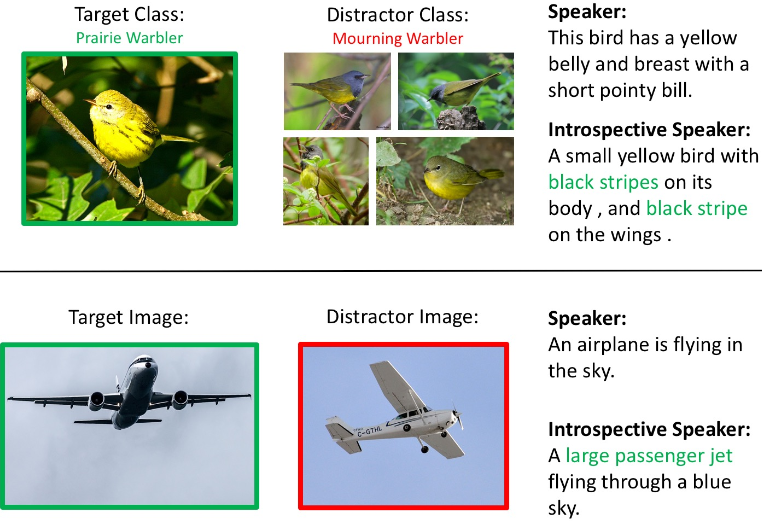 Target Class:
Prairie Warbler
Distractor Class:
Mourning Warbler
Speaker:
This bird has a yellow
belly and breast with a
short pointy bill.
Introspective Speaker:
A small yellow bird with
black stripes on its
body , and black stripe
on the wings .
Target Image:
Distractor Image:
C-GTHL
Speaker:
An airplane is flying in
the sky.
Introspective Speaker:
A large passenger jet
flying through a blue
sky.